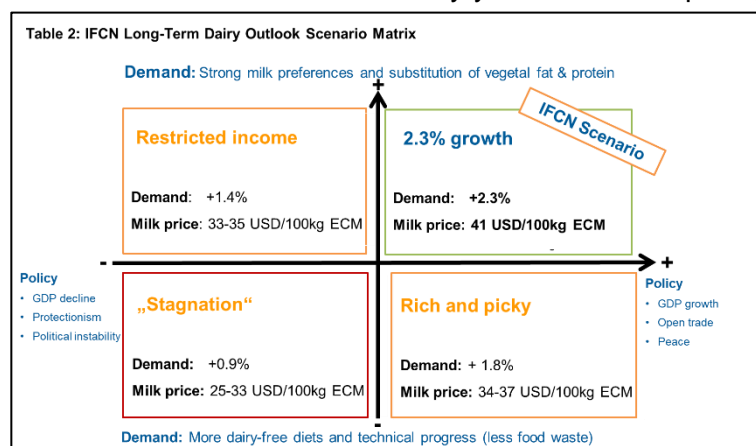 Table 2: IFCN Long-Term Dairy Outlook Scenario Matrix
Demand: Strong milk preferences and substitution of vegetal fat & protein
+
IFCN Scenario
Restricted income
Demand: +1.4%
Milk price: 33-35 USD/100kg ECM
2.3% growth
Demand: +2.3%
Milk price: 41 USD/100kg ECM
-
-
+
Policy
• GDP decline
• Protectionism
• Political instability
„Stagnation“
Demand: +0.9%
Milk price: 25-33 USD/100kg ECM
Rich and picky
Demand: + 1.8%
Milk price: 34-37 USD/100kg ECM
Policy
• GDP growth
• Open trade
• Peace
-
Demand: More dairy-free diets and technical progress (less food waste)